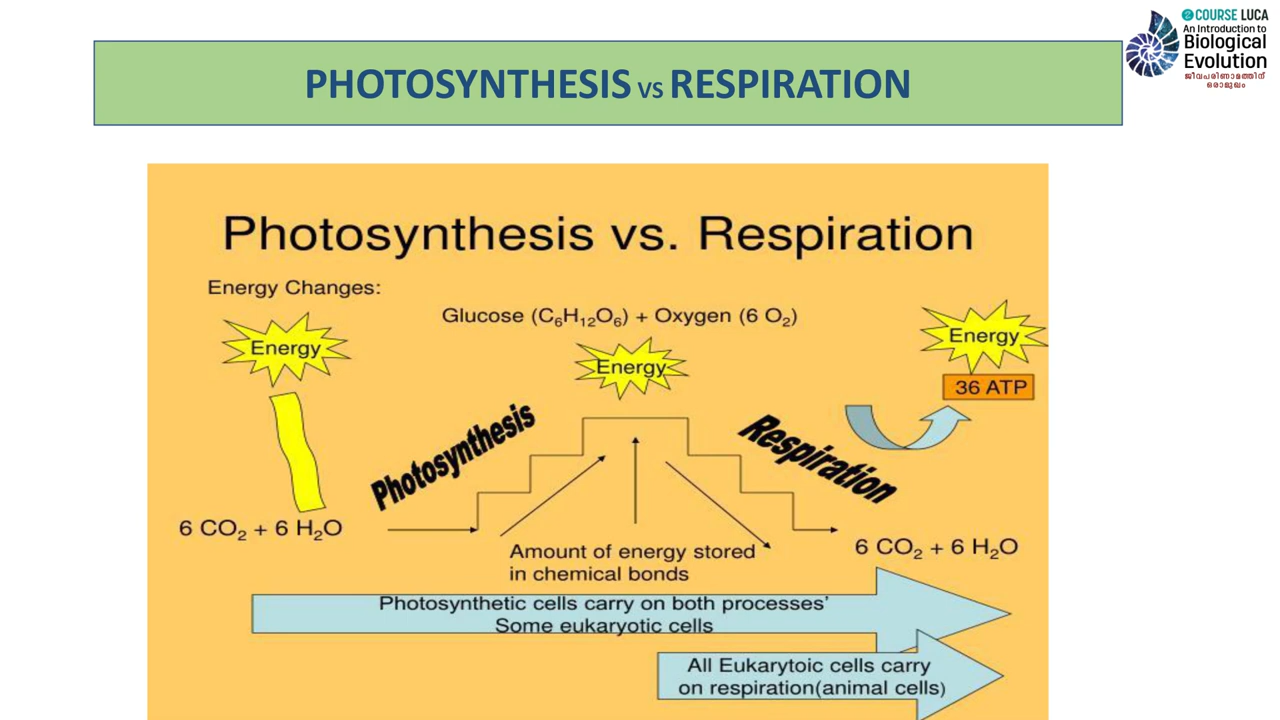 COURSE LUCA
An Introduction to
Biological
Evolution
ജീവപരിണാമത്തിന്
ഒരാമുഖം
PHOTOSYNTHESIS VS RESPIRATION
Photosynthesis vs. Respiration
Energy Changes:
Glucose (C₆H₁₂O₆) + Oxygen (6 O₂)
Energy
Energy
Energy
36 ATP
Photosynthesis
Respiration
6 CO₂ + 6 H₂O
6 CO₂ + 6 H₂O
Amount of energy stored
in chemical bonds
Photosynthetic cells carry on both processes’
Some eukaryotic cells
All Eukarytoic cells carry
on respiration(animal cells)